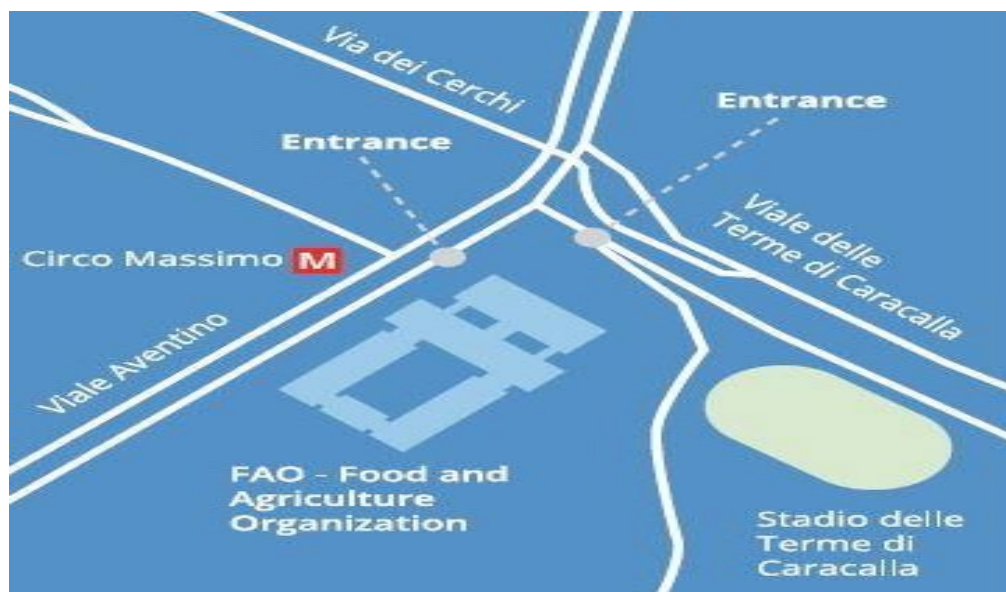 Via dei Cerchi
Entrance
Entrance
Viale delle
Terme di Caracalla
Circo Massimo M
Viale Aventino
FAO - Food and
Agriculture
Organization
Stadio delle
Terme di
Caracalla